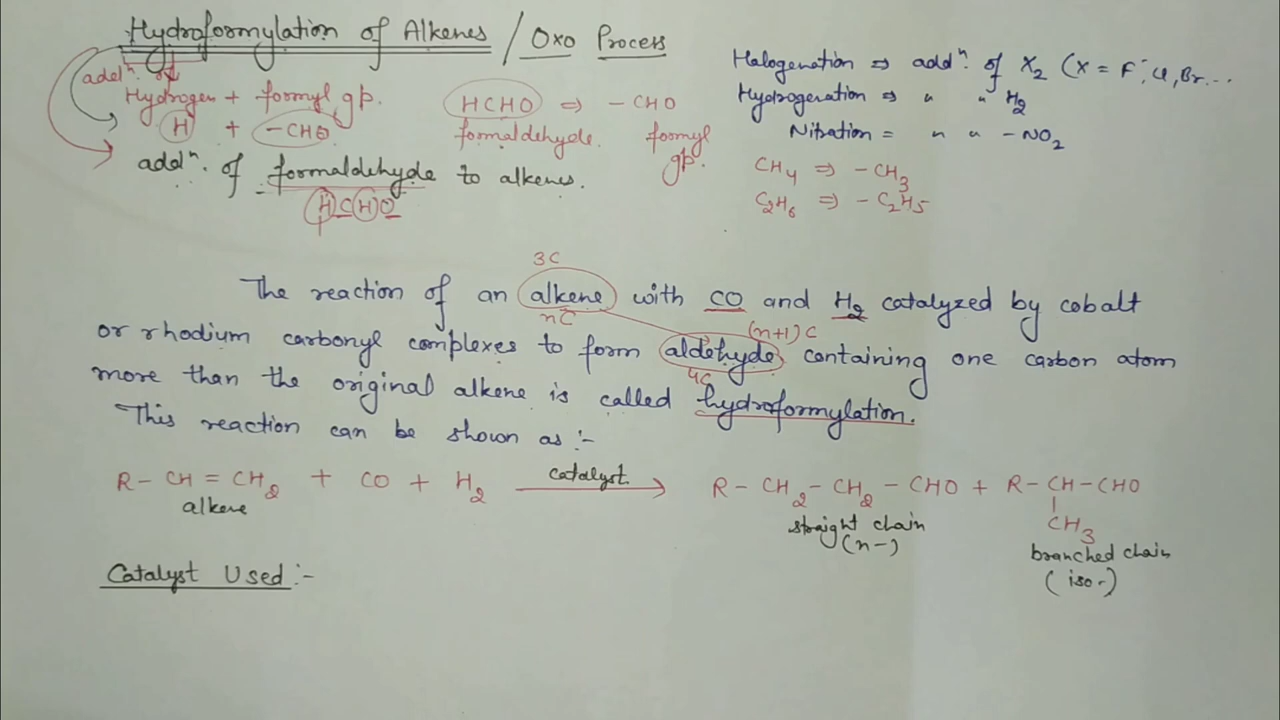 Hydroformylation of Alkenes / Oxo Process
addⁿ. of
Hydrogen + formyl gp.
H + -CHO
addⁿ. of formaldehyde to alkenes.
HCHO
HCHO ⇒ -CHO
formaldehyde. formyl gp.
Halogenation ⇒ addⁿ. of X₂ (X = F, Cl, Br...
Hydrogenation ⇒ " " H₂
Nitration = " " -NO₂
CH₄ ⇒ -CH₃
C₂H₆ ⇒ -C₂H₅
3C
The reaction of an alkene with CO and H₂ catalyzed by cobalt
nC (n+1)C
or rhodium carbonyl complexes to form aldehyde containing one carbon atom
4C
more than the original alkene is called hydroformylation.
This reaction can be shown as :-
R - CH = CH₂ + CO + H₂ catalyst → R - CH₂ - CH₂ - CHO + R - CH - CHO
| 
CH₃
alkene straight chain (n-) branched chain (iso-)
Catalyst Used :-